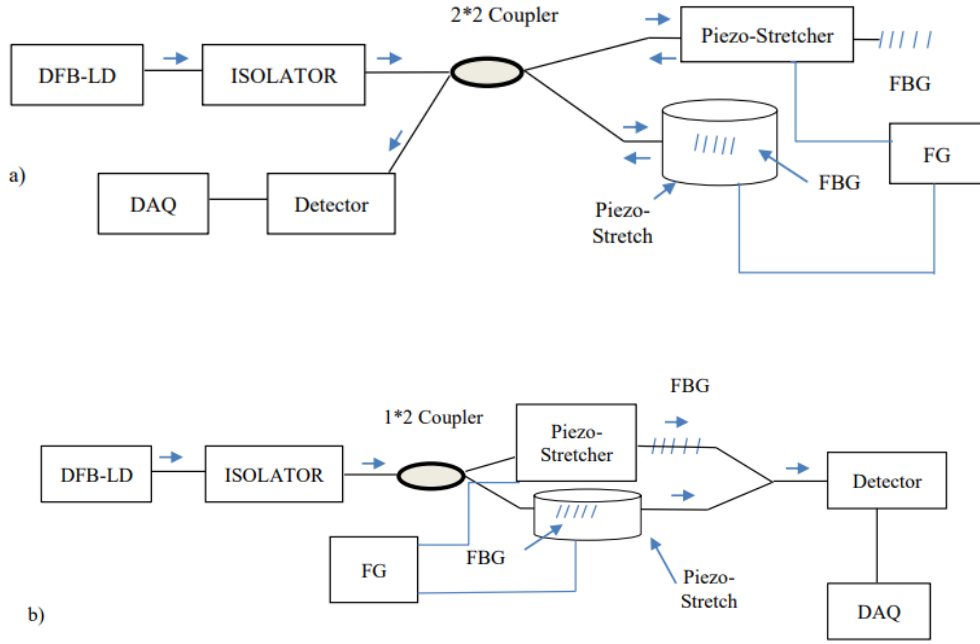 2*2 Coupler
DFB-LD
ISOLATOR
Piezo-Stretcher
FBG
a)
DAQ
Detector
FBG
FG
Piezo-
Stretch
FBG
1*2 Coupler
Piezo-
Stretcher
DFB-LD
ISOLATOR
Detector
FG
FBG
Piezo-
Stretch
DAQ
b)